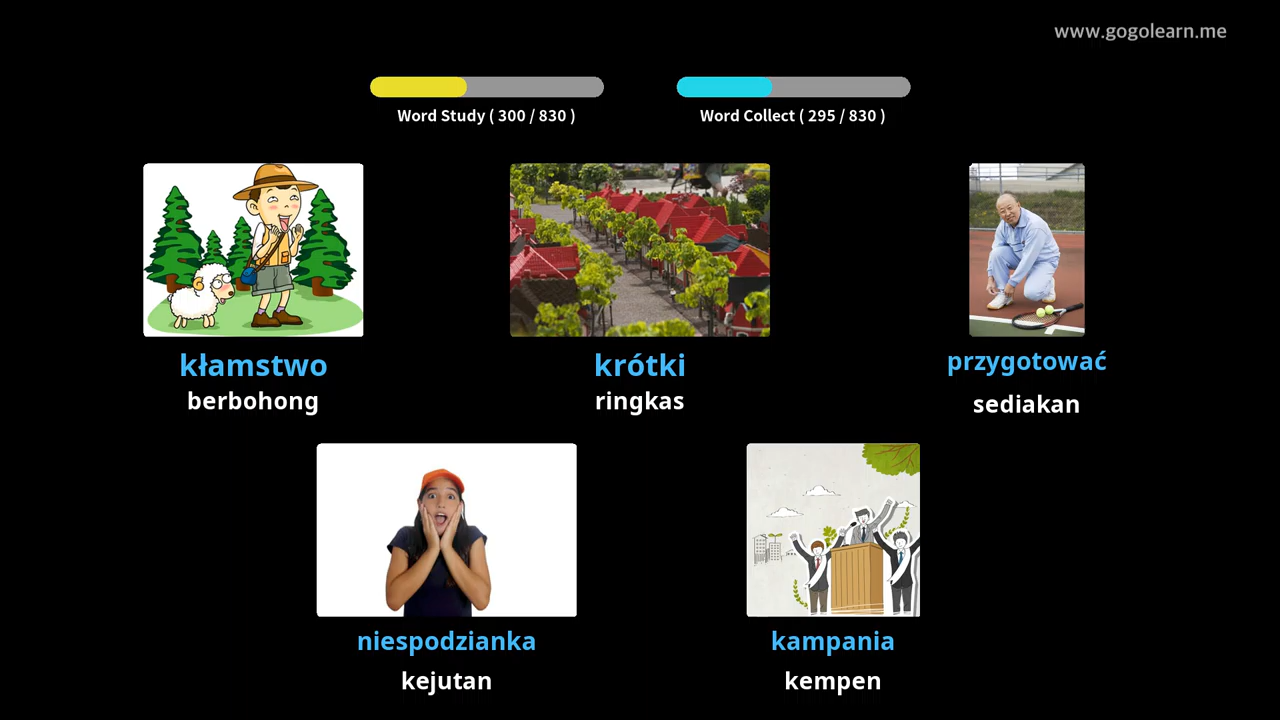 www.gogolearn.me
Word Study ( 300 / 830 )
Word Collect ( 295 / 830 )
kłamstwo
berbohong
krótki
ringkas
przygotować
sediakan
niespodzianka
kejutan
kampania
kempen